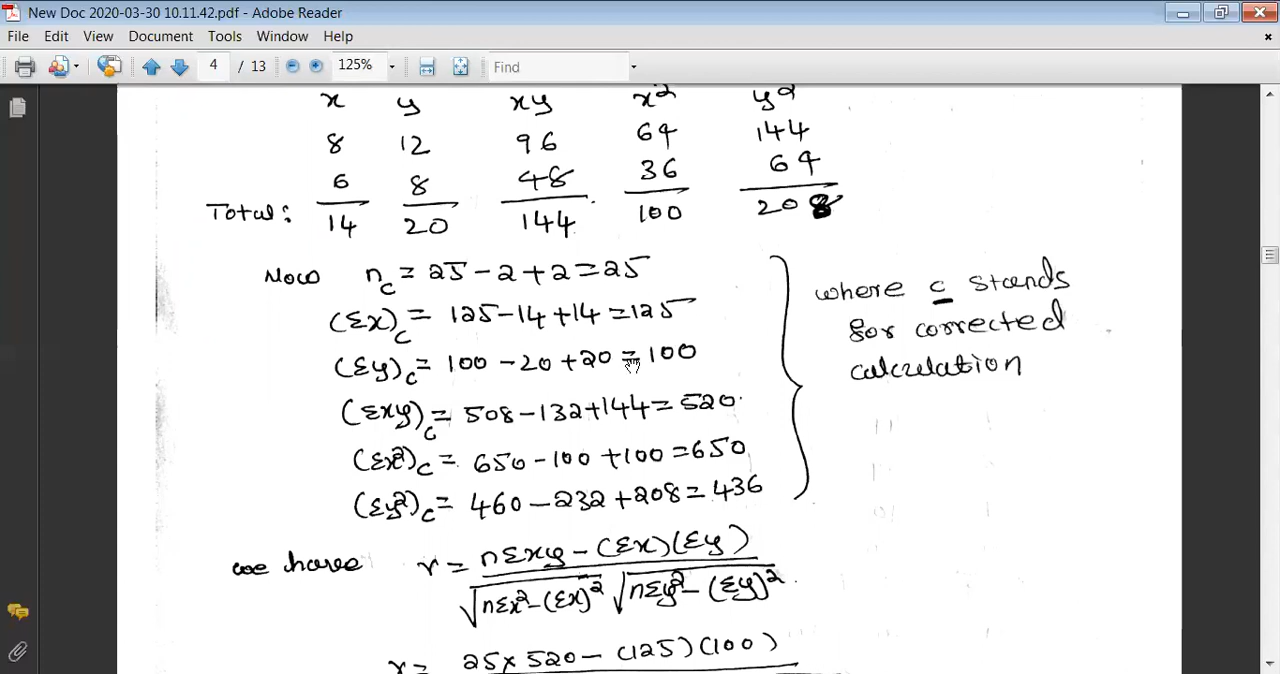 New Doc 2020-03-30 10.11.42.pdf - Adobe Reader
File Edit View Document Tools Window Help
4 / 13 125% Find
x y xy x² y²
8 12 96 64 144
6 8 48 36 64
Total: 14 20 144 100 208
Now n_c = 25 - 2 + 2 = 25
(Σx)_c = 125 - 14 + 14 = 125
(Σy)_c = 100 - 20 + 20 = 100
(Σxy)_c = 508 - 132 + 144 = 520
(Σx²)_c = 650 - 100 + 100 = 650
(Σy²)_c = 460 - 232 + 208 = 436
where c stands
for corrected
calculation
we have r = nΣxy - (Σx)(Σy)
√nΣx² - (Σx)² √nΣy² - (Σy)²
r = 25 × 520 - (125)(100)